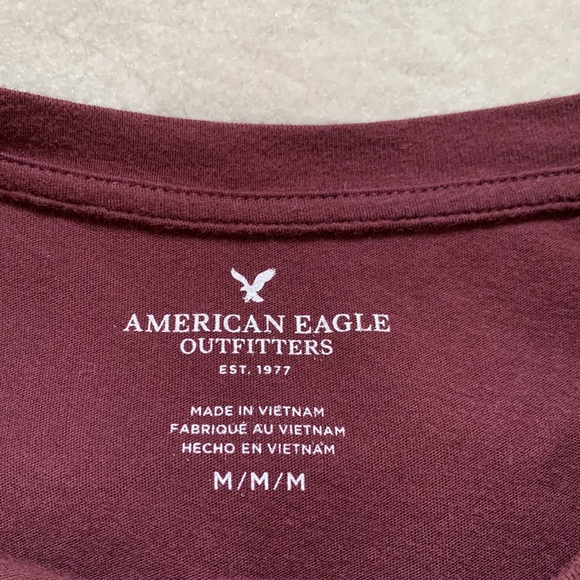 AMERICAN EAGLE
OUTFITTERS
EST. 1977
MADE IN VIETNAM
FABRIQUÉ AU VIETNAM
HECHO EN VIETNAM
M/M/M